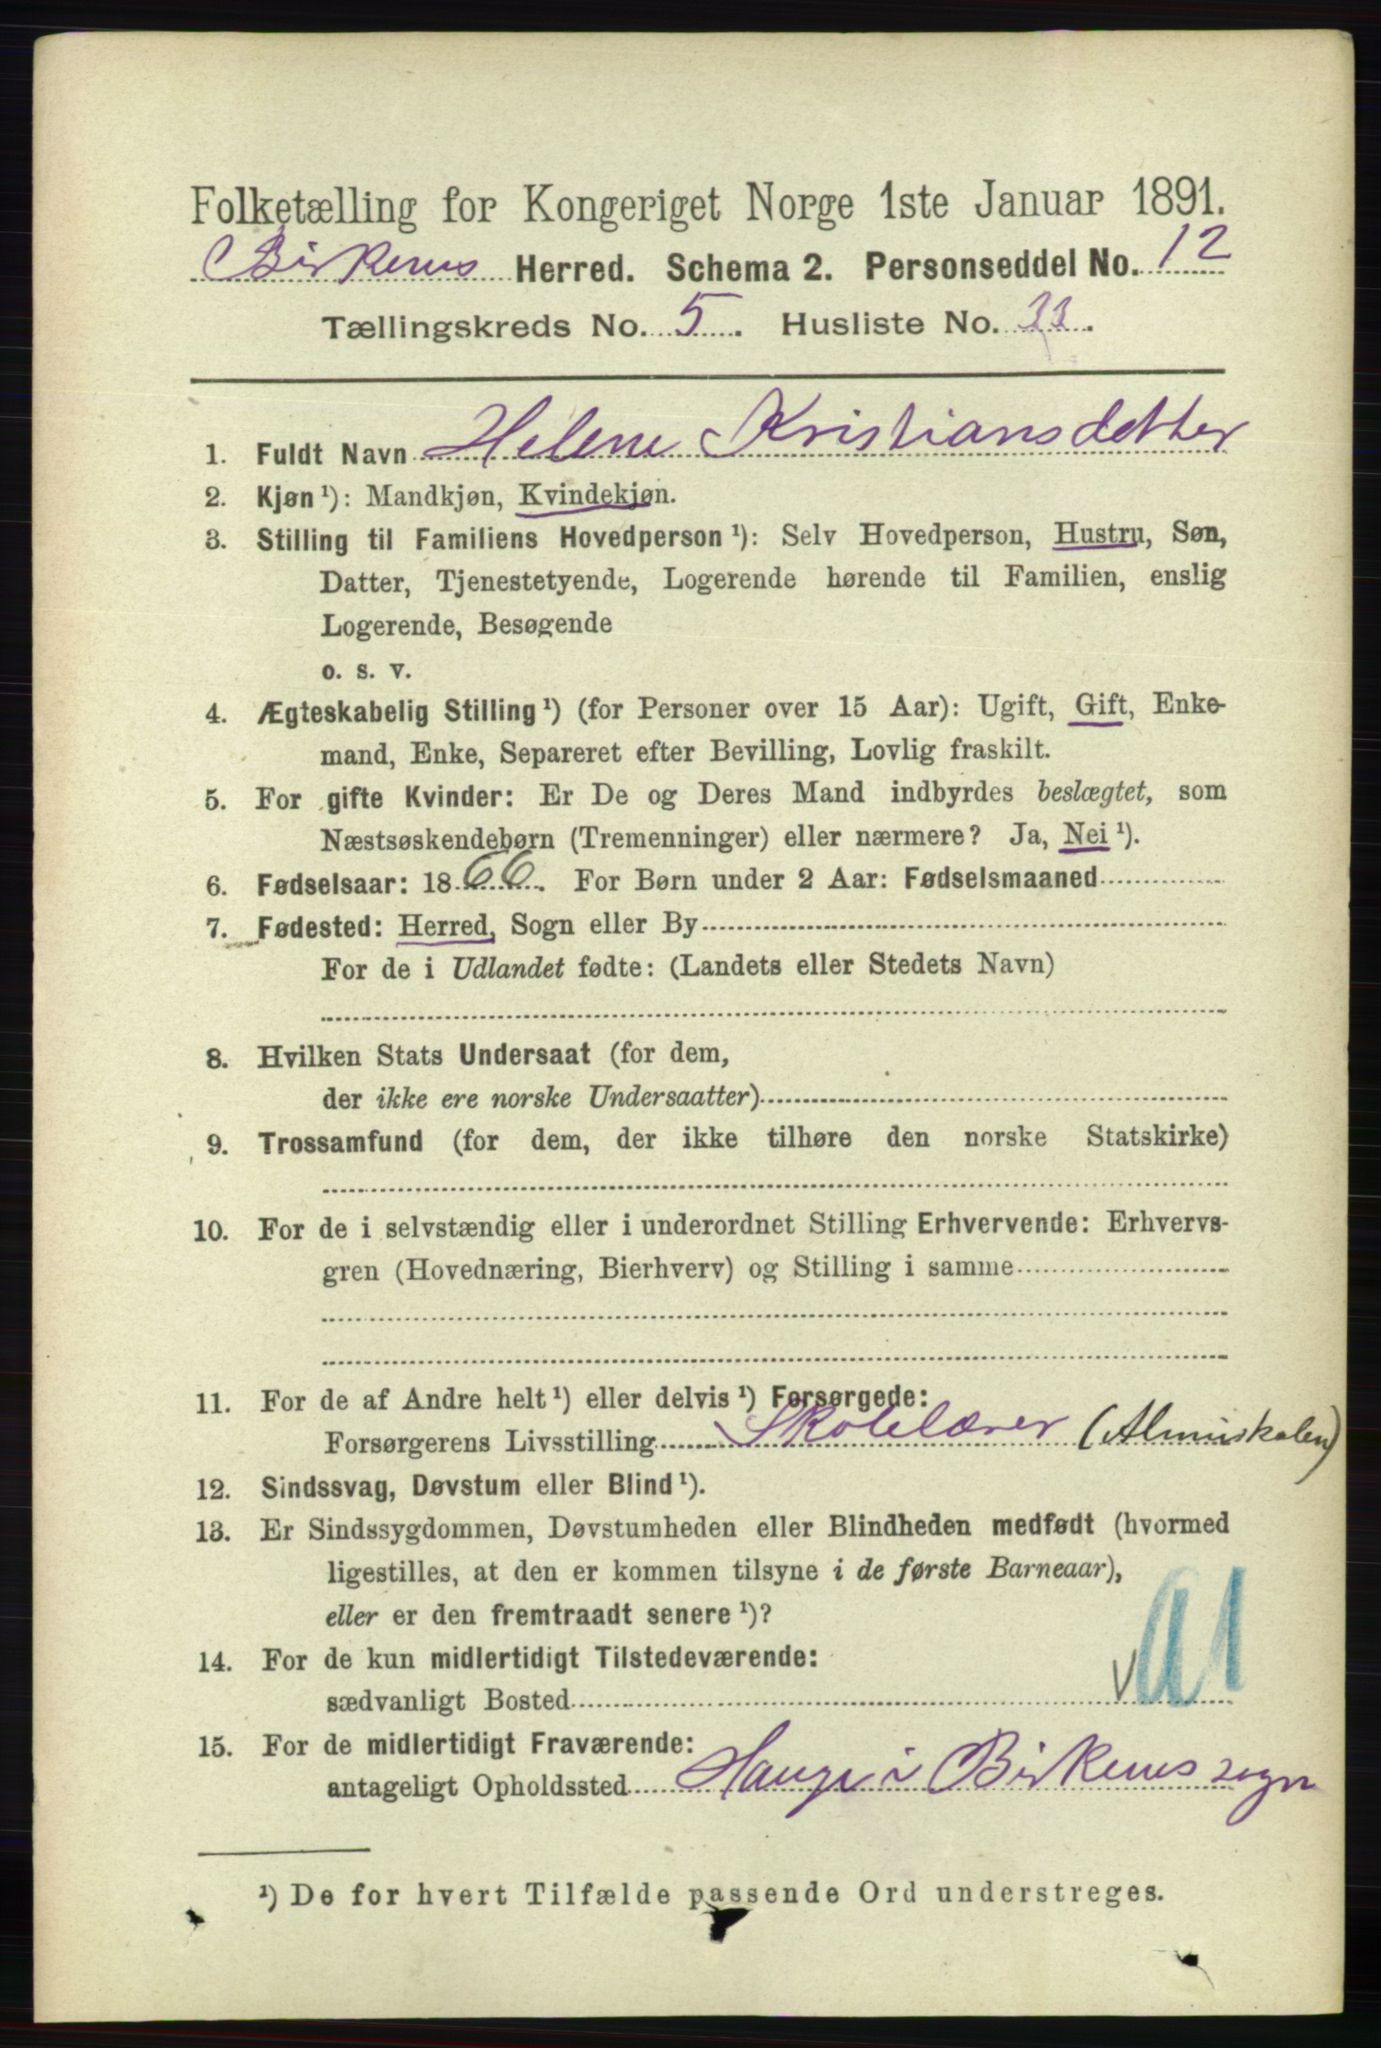 Folketælling for Kongeriget Norge 1ste Januar 1891.
Birkenes Herred. Schema 2. Personseddel No. 12
Tællingskreds No. 5. Husliste No. 33.
1. Fuldt Navn Helene Kristiansdatter
2. Kjøn ¹): Mandkjøn, Kvindekjøn.
3. Stilling til Familiens Hovedperson ¹): Selv Hovedperson, Hustru, Søn,
Datter, Tjenestetyende, Logerende hørende til Familien, enslig
Logerende, Besøgende
o. s. v.
4. Ægteskabelig Stilling ¹) (for Personer over 15 Aar): Ugift, Gift, Enke-
mand, Enke, Separeret efter Bevilling, Lovlig fraskilt.
5. For gifte Kvinder: Er De og Deres Mand indbyrdes beslægtet, som
Næstsøskendebørn (Tremenninger) eller nærmere? Ja, Nei ¹).
6. Fødselsaar: 1866. For Børn under 2 Aar: Fødselsmaaned
7. Fødested: Herred, Sogn eller By
For de i Udlandet fødte: (Landets eller Stedets Navn)
8. Hvilken Stats Undersaat (for dem,
der ikke ere norske Undersaatter)
9. Trossamfund (for dem, der ikke tilhøre den norske Statskirke)
10. For de i selvstændig eller i underordnet Stilling Erhvervende: Erhvervs-
gren (Hovednæring, Bierhverv) og Stilling i samme
11. For de af Andre helt ¹) eller delvis ¹) Forsørgede:
Forsørgerens Livsstilling Skolelærer (Almuskolen)
12. Sindssvag, Døvstum eller Blind ¹).
13. Er Sindssygdommen, Døvstumheden eller Blindheden medfødt (hvormed
ligestilles, at den er kommen tilsyne i de første Barneaar),
eller er den fremtraadt senere ¹)?
14. For de kun midlertidigt Tilstedeværende:
sædvanligt Bosted
15. For de midlertidigt Fraværende:
antageligt Opholdssted Hauge i Birkenes sogn
¹) De for hvert Tilfælde passende Ord understreges.